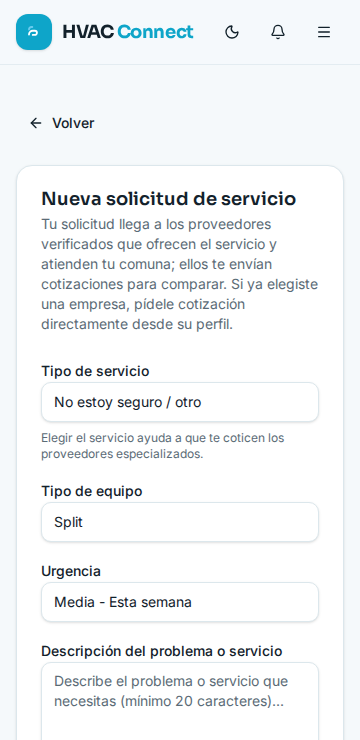 HVAC Connect
Volver
Nueva solicitud de servicio
Tu solicitud llega a los proveedores
verificados que ofrecen el servicio y
atienden tu comuna; ellos te envían
cotizaciones para comparar. Si ya elegiste
una empresa, pídele cotización
directamente desde su perfil.
Tipo de servicio
No estoy seguro / otro
Elegir el servicio ayuda a que te coticen los
proveedores especializados.
Tipo de equipo
Split
Urgencia
Media - Esta semana
Descripción del problema o servicio
Describe el problema o servicio que
necesitas (mínimo 20 caracteres)...